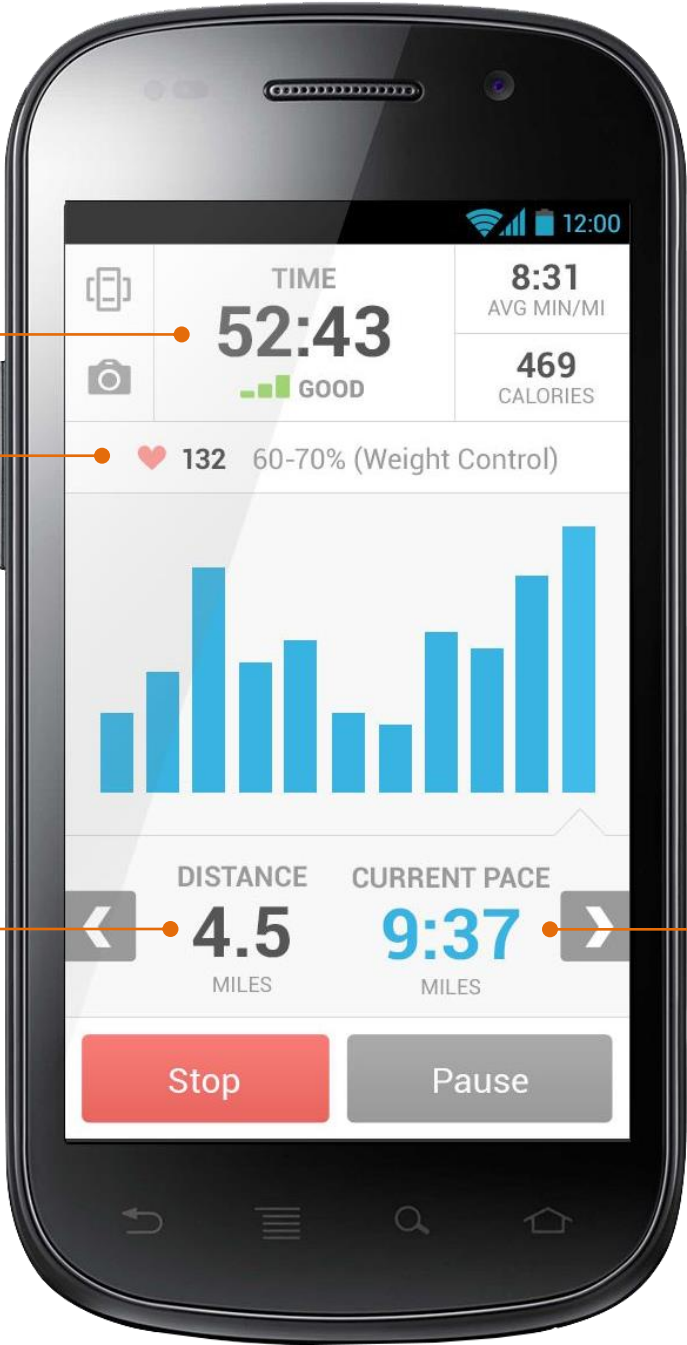 12:00
TIME
52:43
GOOD
8:31
AVG MIN/MI
469
CALORIES
132 60-70% (Weight Control)
DISTANCE
4.5
MILES
CURRENT PACE
9:37
MILES
Stop
Pause